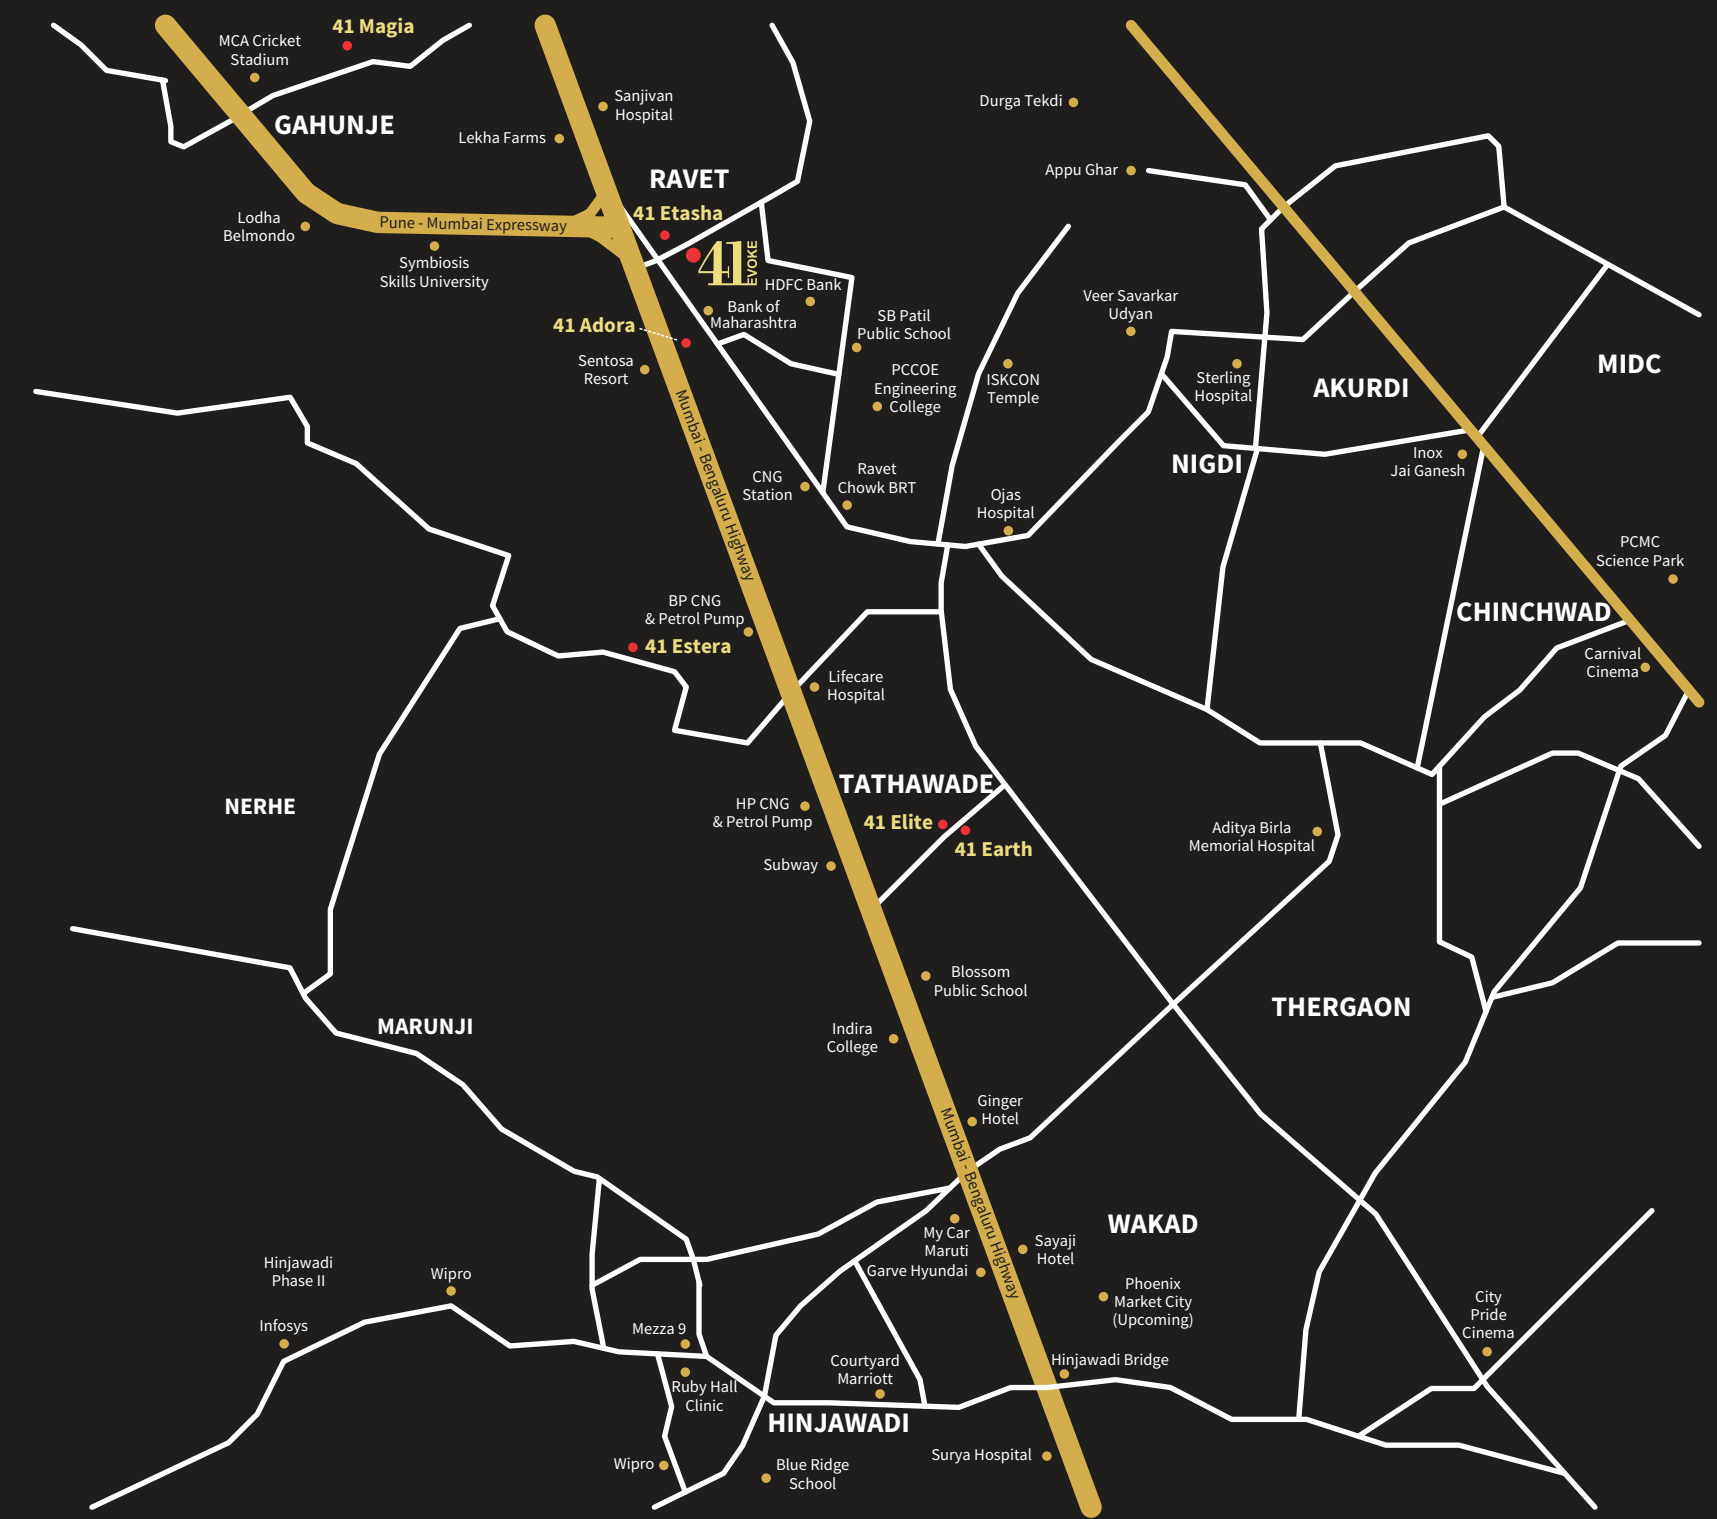 41 Magia
MCA Cricket
Stadium
GAHUNJE
Sanjivan
Hospital
Lekha Farms
Durga Tekdi
Appu Ghar
RAVET
41 Etasha
Lodha
Belmondo
Pune - Mumbai Expressway
Symbiosis
Skills University
41
EVOKE
HDFC Bank
Bank of
Maharashtra
41 Adora
SB Patil
Public School
Veer Savarkar
Udyan
Sentosa
Resort
PCCOE
Engineering
College
ISKCON
Temple
Sterling
Hospital
AKURDI
MIDC
Mumbai - Bengaluru Highway
NIGDI
Inox
Jai Ganesh
CNG
Station
Ravet
Chowk BRT
Ojas
Hospital
PCMC
Science Park
BP CNG
& Petrol Pump
41 Estera
CHINCHWAD
Carnival
Cinema
Lifecare
Hospital
TATHAWADE
NERHE
HP CNG
& Petrol Pump
41 Elite
41 Earth
Aditya Birla
Memorial Hospital
Subway
Blossom
Public School
THERGAON
MARUNJI
Indira
College
Ginger
Hotel
Mumbai - Bengaluru Highway
WAKAD
My Car
Maruti
Sayaji
Hotel
Garve Hyundai
Hinjawadi
Phase II
Wipro
Phoenix
Market City
(Upcoming)
City
Pride
Cinema
Infosys
Mezza 9
Hinjawadi Bridge
Courtyard
Marriott
Ruby Hall
Clinic
HINJAWADI
Surya Hospital
Wipro
Blue Ridge
School